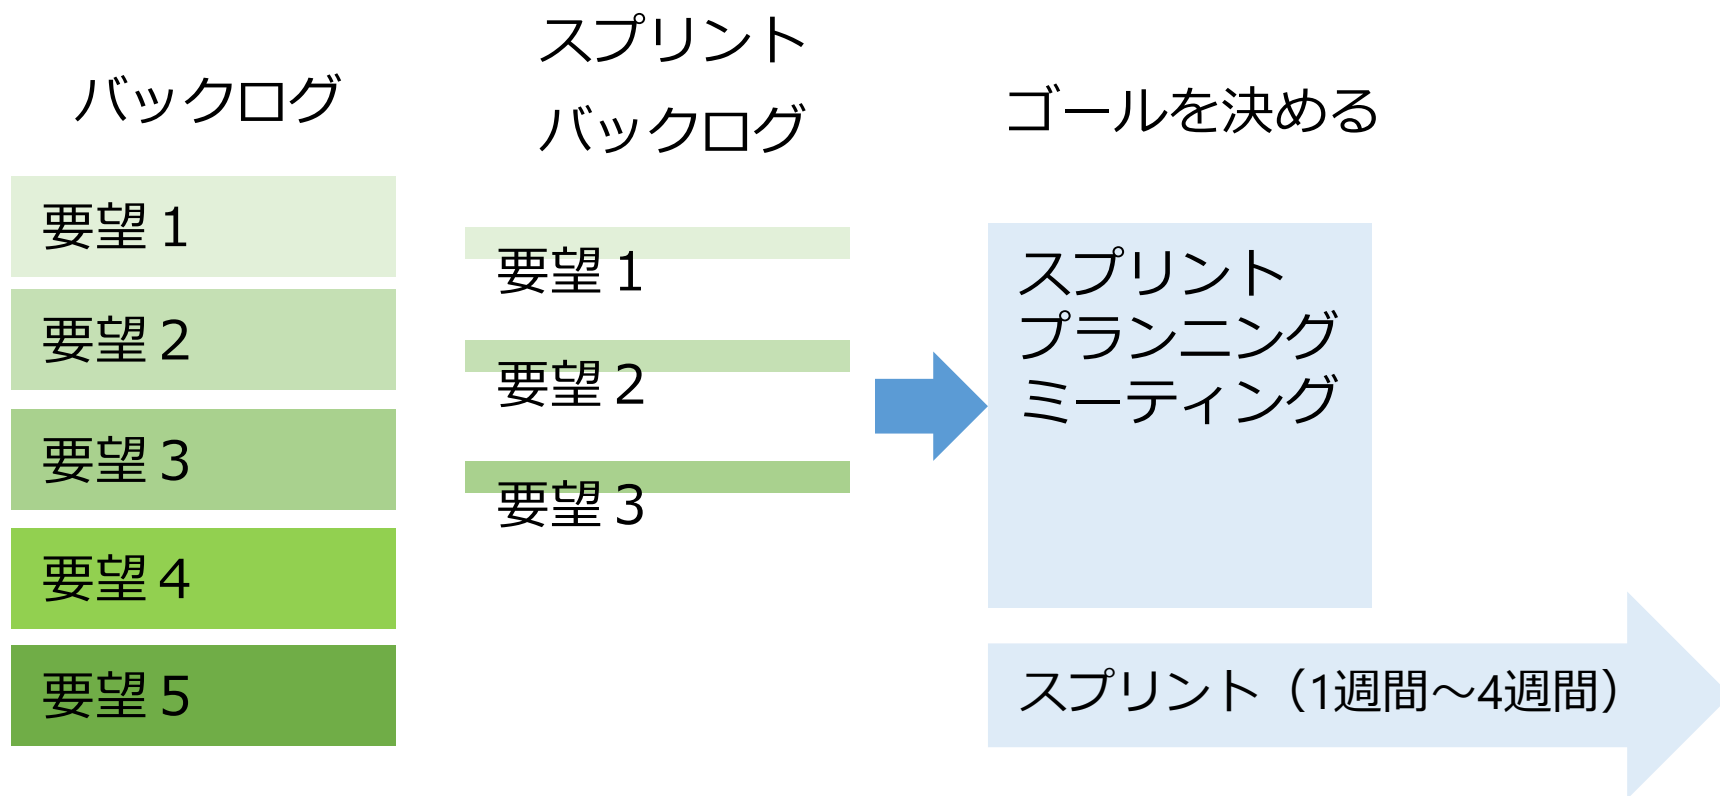 バックログ
要望１
要望２
要望３
要望４
要望５
スプリント
バックログ
要望１
要望２
要望３
ゴールを決める
スプリント
プランニング
ミーティング
スプリント（1週間～4週間）